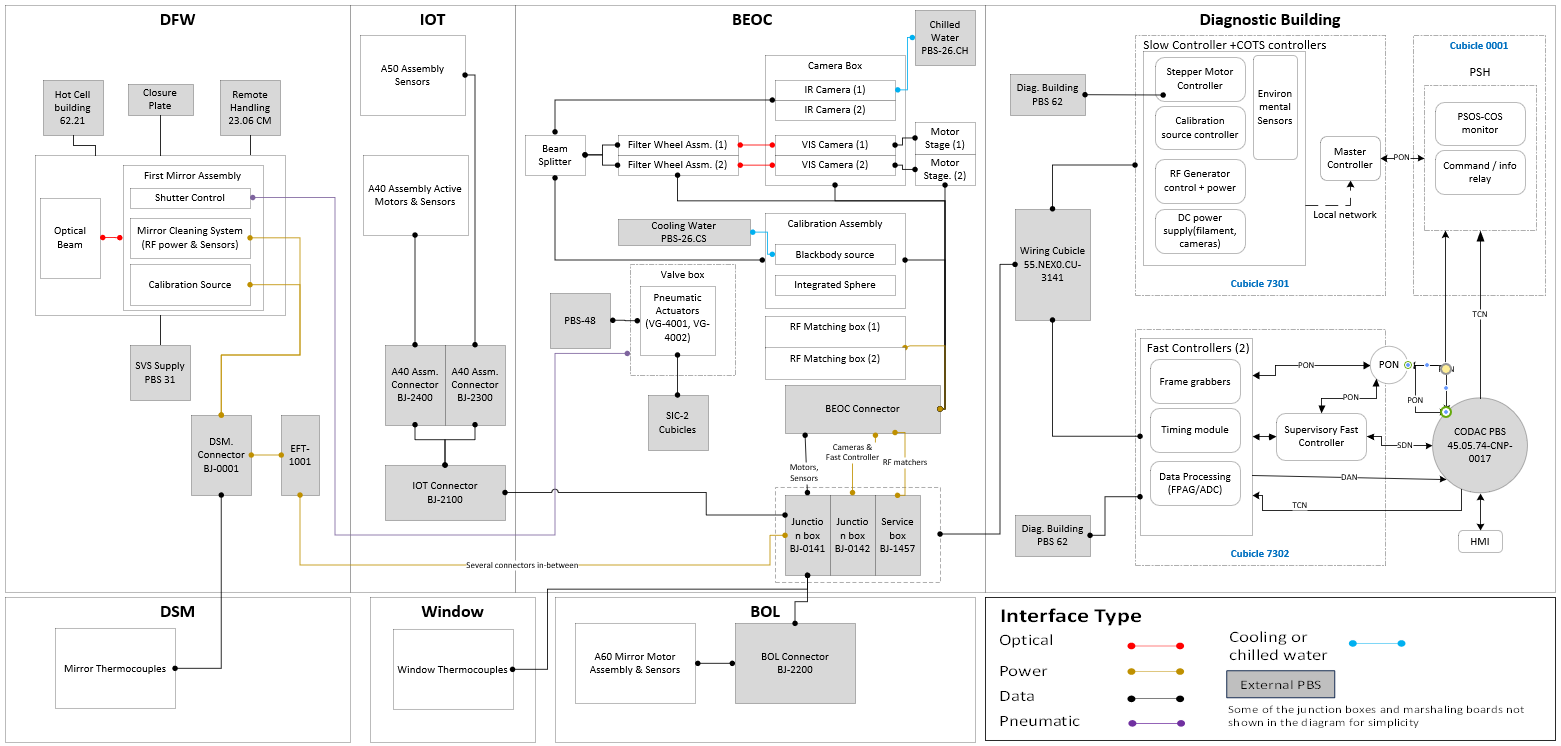 DFW
IOT
BEOC
Diagnostic Building
Hot Cell
building
62.21
Closure
Plate
Remote
Handling
23.06 CM
First Mirror Assembly
Shutter Control
Optical
Beam
Mirror Cleaning System
(RF power & Sensors)
Calibration Source
SVS Supply
PBS 31
DSM.
Connector
BJ-0001
EFT-
1001
A50 Assembly
Sensors
A40 Assembly Active
Motors & Sensors
A40 Assm.
Connector
BJ-2400
A40 Assm.
Connector
BJ-2300
IOT Connector
BJ-2100
Several connectors in-between
Chilled
Water
PBS-26.CH
Camera Box
IR Camera (1)
IR Camera (2)
Beam
Splitter
Filter Wheel Assm. (1)
Filter Wheel Assm. (2)
VIS Camera (1)
VIS Camera (2)
Motor
Stage (1)
Motor
Stage. (2)
Cooling Water
PBS-26.CS
Calibration Assembly
Blackbody source
Integrated Sphere
Valve box
Pneumatic
Actuators
(VG-4001, VG-
4002)
PBS-48
SIC-2
Cubicles
RF Matching box (1)
RF Matching box (2)
BEOC Connector
Motors,
Sensors
Cameras &
Fast Controller
RF matchers
Junctio
n box
BJ-0141
Junctio
n box
BJ-0142
Service
box
BJ-1457
Diag. Building
PBS 62
Wiring Cubicle
55.NEX0.CU-
3141
Diag. Building
PBS 62
Slow Controller +COTS controllers
Stepper Motor
Controller
Calibration
source controller
RF Generator
control + power
DC power
supply(filament,
cameras)
Environ
mental
Sensors
Cubicle 7301
Master
Controller
Local network
PON
Cubicle 0001
PSH
PSOS-COS
monitor
Command / info
relay
TCN
Fast Controllers (2)
Frame grabbers
Timing module
Data Processing
(FPAG/ADC)
Cubicle 7302
PON
PON
PON
PON
Supervisory Fast
Controller
SDN
DAN
TCN
CODAC PBS
45.05.74-CNP-
0017
HMI
DSM
Mirror Thermocouples
Window
Window Thermocouples
BOL
A60 Mirror Motor
Assembly & Sensors
BOL Connector
BJ-2200
Interface Type
Optical
Power
Data
Pneumatic
Cooling or
chilled water
External PBS
Some of the junction boxes and marshaling boards not
shown in the diagram for simplicity